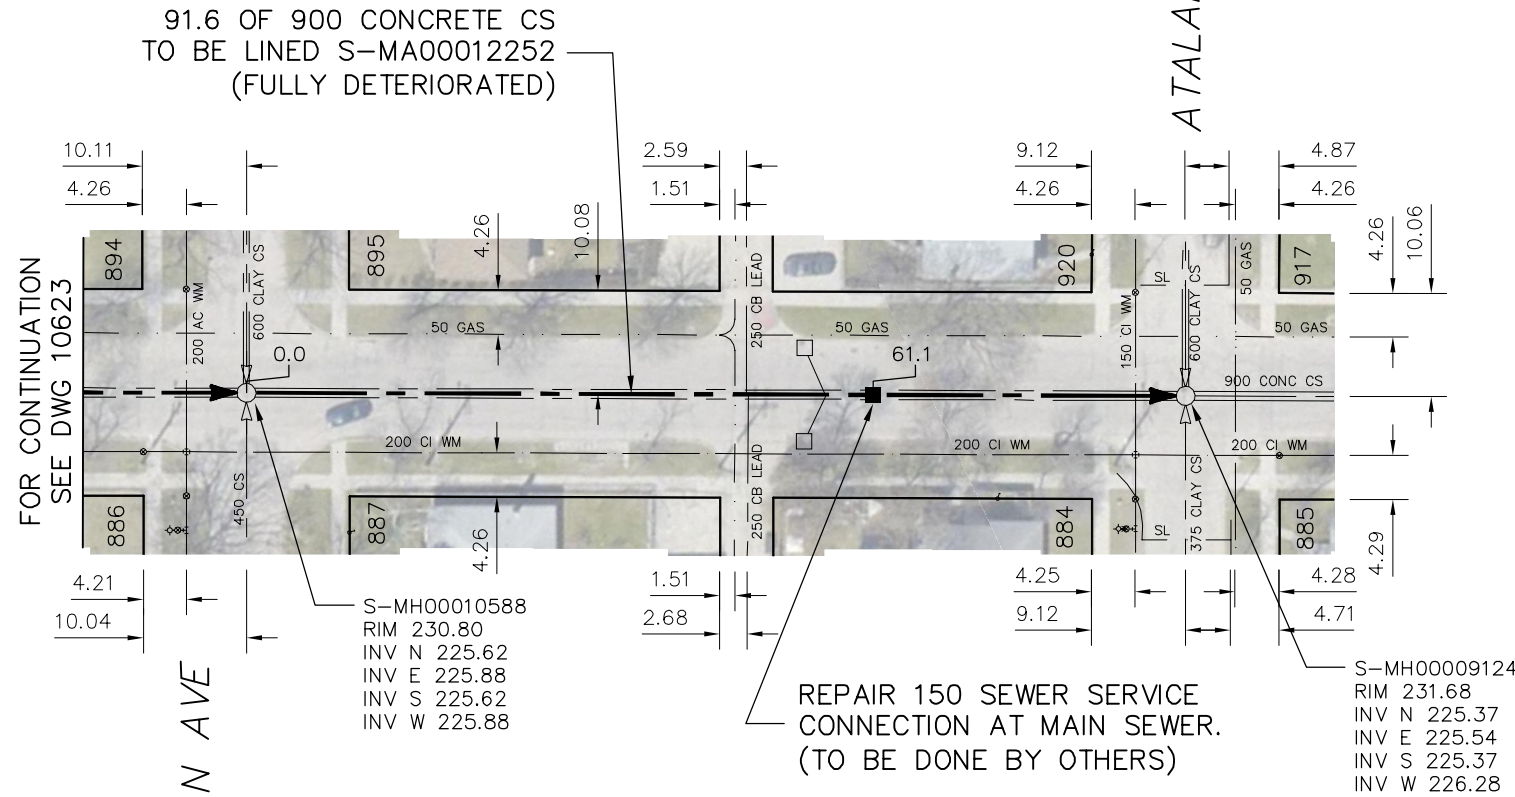 91.6 OF 900 CONCRETE CS
TO BE LINED S-MA00012252
(FULLY DETERIORATED)
10.11
4.26
2.59
1.51
9.12
4.26
4.87
4.26
4.26
10.08
4.26
10.06
FOR CONTINUATION
SEE DWG 10623
894
895
920
917
200 AC WM
600 CLAY CS
250 CB LEAD
150 CI WM
SL
600 CLAY CS
50 GAS
50 GAS
50 GAS
50 GAS
0.0
61.1
900 CONC CS
200 CI WM
200 CI WM
200 CI WM
450 CS
250 CB LEAD
375 CLAY CS
SL
886
887
884
885
4.26
4.29
4.21
10.04
1.51
2.68
4.25
9.12
4.28
4.71
S-MH00010588
RIM 230.80
INV N 225.62
INV E 225.88
INV S 225.62
INV W 225.88
REPAIR 150 SEWER SERVICE
CONNECTION AT MAIN SEWER.
(TO BE DONE BY OTHERS)
S-MH00009124
RIM 231.68
INV N 225.37
INV E 225.54
INV S 225.37
INV W 226.28
N AVE